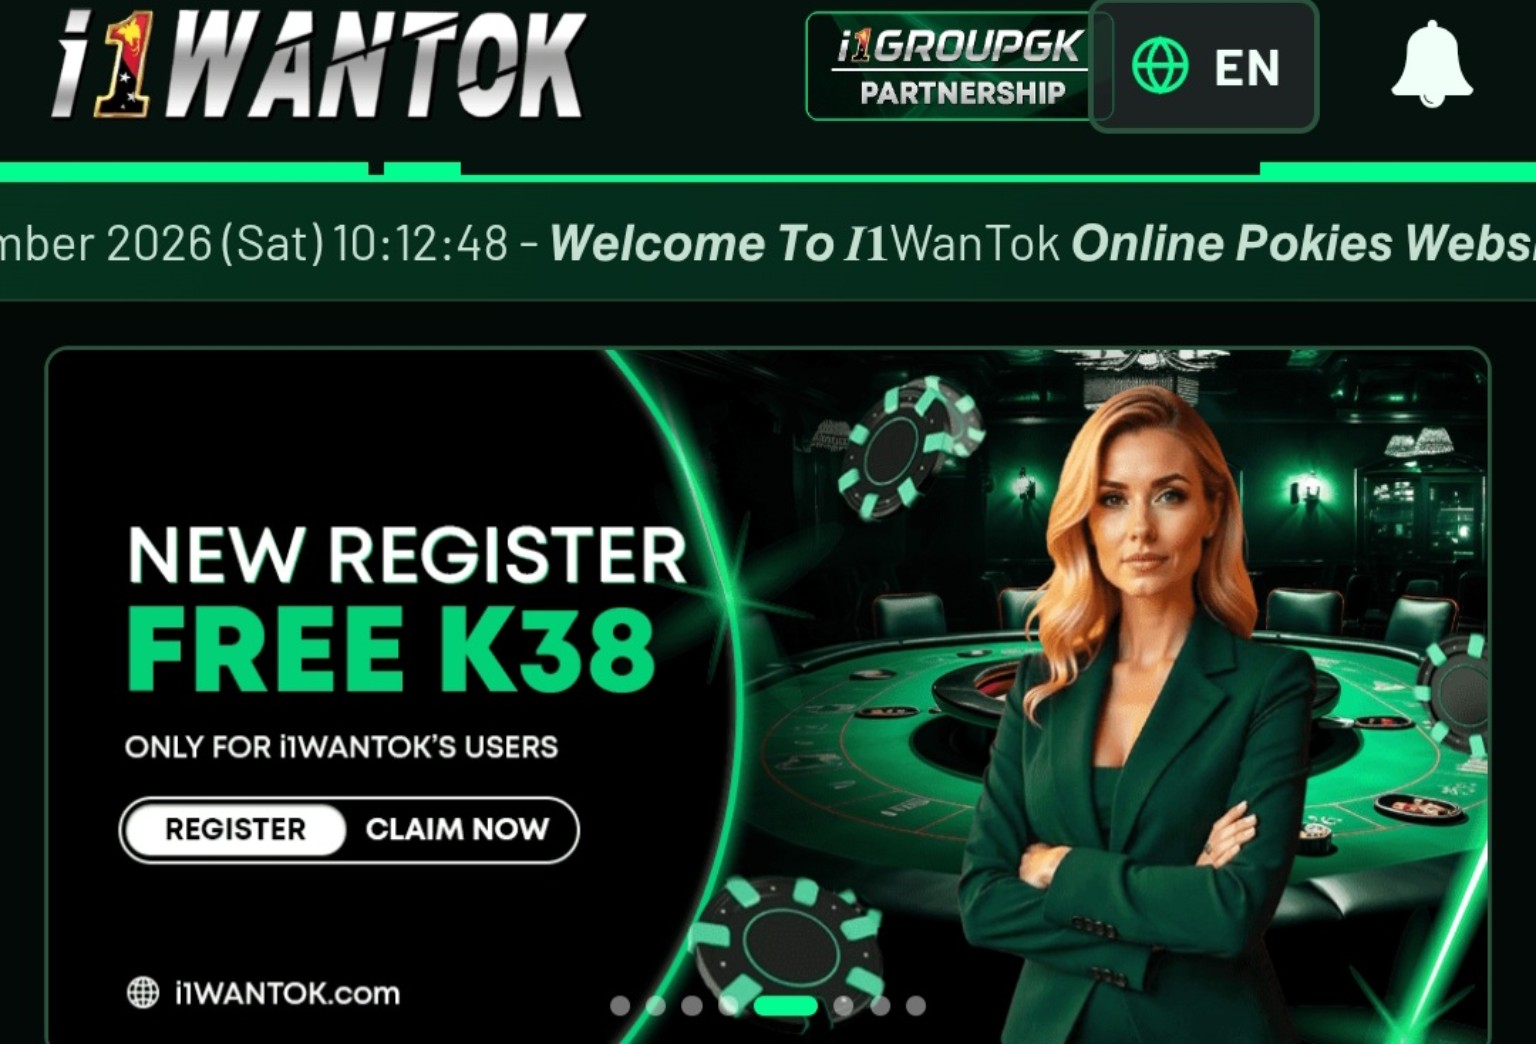 i1WANTOK
i1GROUPGK
PARTNERSHIP
EN
mber 2026 (Sat) 10:12:48 - Welcome To I1WanTok Online Pokies Websi
NEW REGISTER
FREE K38
ONLY FOR i1WANTOK'S USERS
REGISTER CLAIM NOW
i1WANTOK.com